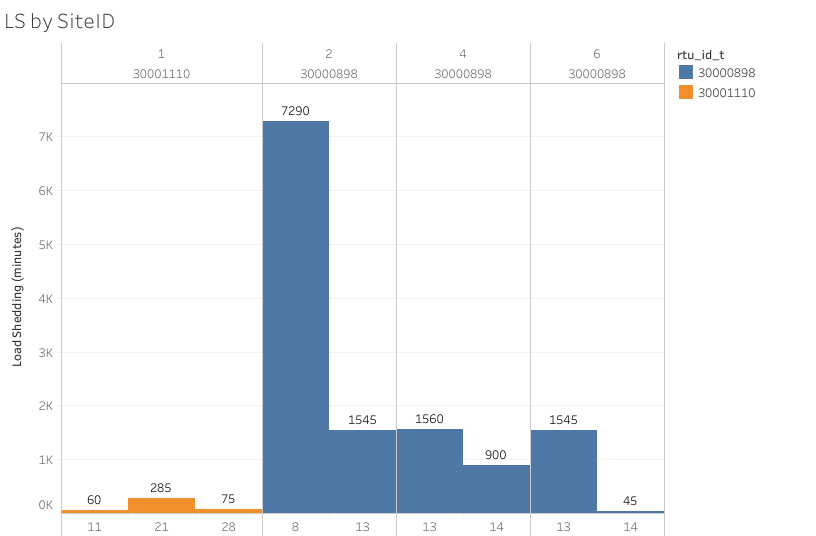 LS by SiteID
1 2 4 6
30001110 30000898 30000898 30000898
rtu_id_t
30000898
30001110
Load Shedding (minutes)
7K
6K
5K
4K
3K
2K
1K
0K
60 285 75 7290 1545 1560 900 1545 45
11 21 28 8 13 13 14 13 14